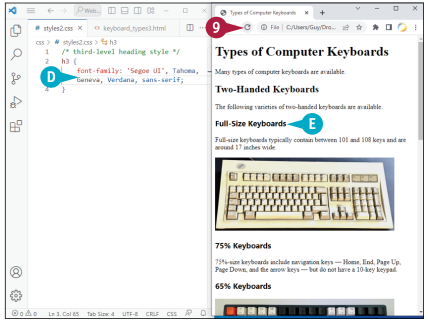 Web...
# styles2.css ×
<> keyboard_types3.html
css > # styles2.css > h3
1 /* third-level heading style */
2 h3 {
3 font-family: 'Segoe UI', Tahoma,
Geneva, Verdana, sans-serif;
4 }
D
⊗ 0 ⚠ 0 Ln 3, Col 65 Tab Size: 4 UTF-8 CRLF CSS
Types of Computer Keyboards ×
9
File | C:/Users/Guy/Dro...
Types of Computer Keyboards
Many types of computer keyboards are available.
Two-Handed Keyboards
The following varieties of two-handed keyboards are available.
Full-Size Keyboards
E
Full-size keyboards typically contain between 101 and 108 keys and are
around 17 inches wide.
75% Keyboards
75%-size keyboards include navigation keys — Home, End, Page Up,
Page Down, and the arrow keys — but do not have a 10-key keypad.
65% Keyboards